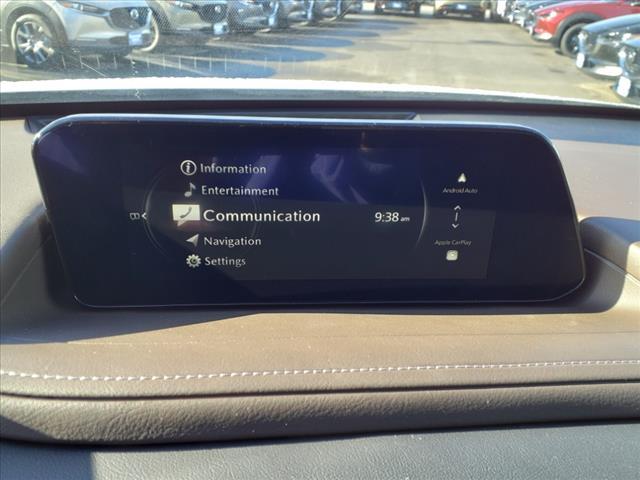 Information
Entertainment
Communication
9:38 am
Navigation
Settings
Android Auto
Apple CarPlay